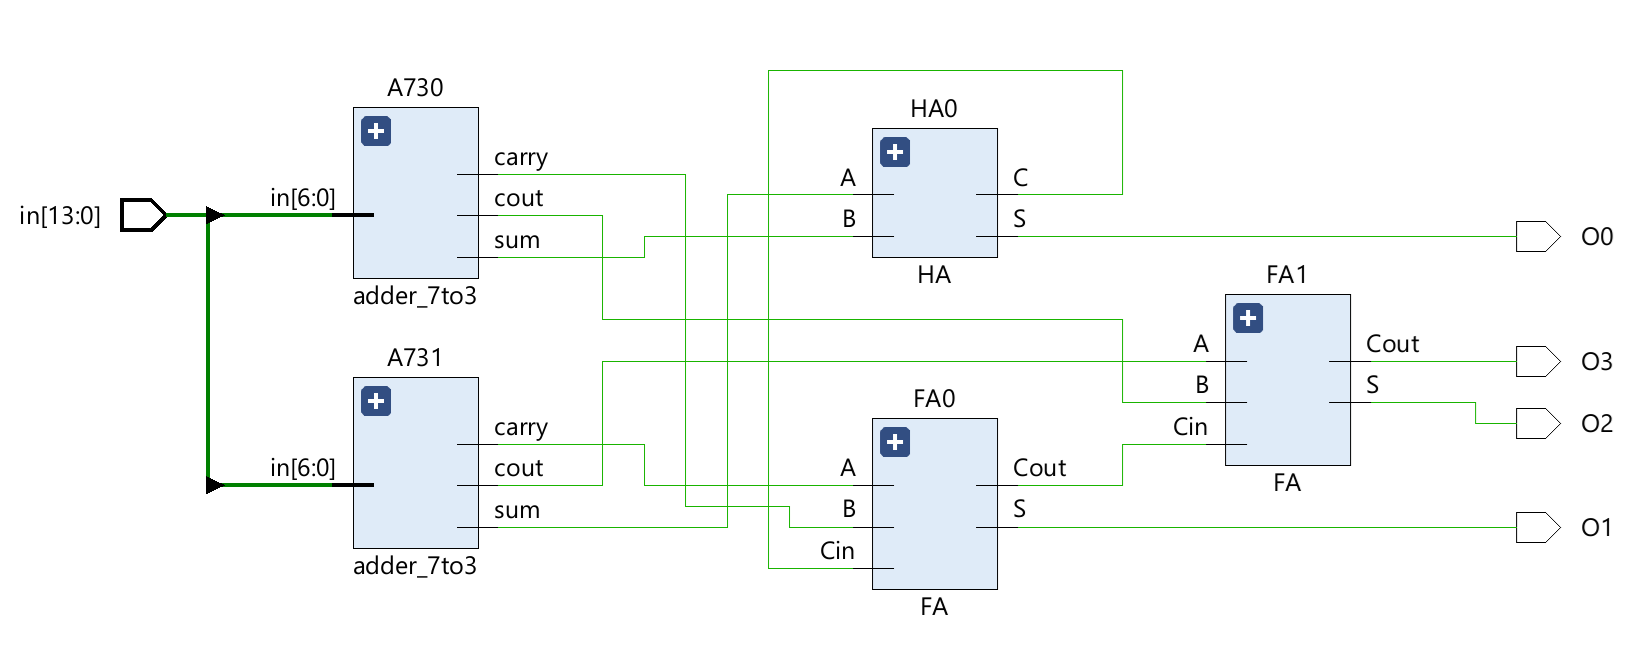 A730
HA0
carry
in[6:0]
cout
in[13:0]
sum
adder_7to3
A
C
B
S
HA
O0
FA1
A
Cout
B
S
Cin
FA
O3
O2
A731
carry
in[6:0]
cout
sum
adder_7to3
FA0
A
Cout
B
S
Cin
FA
O1